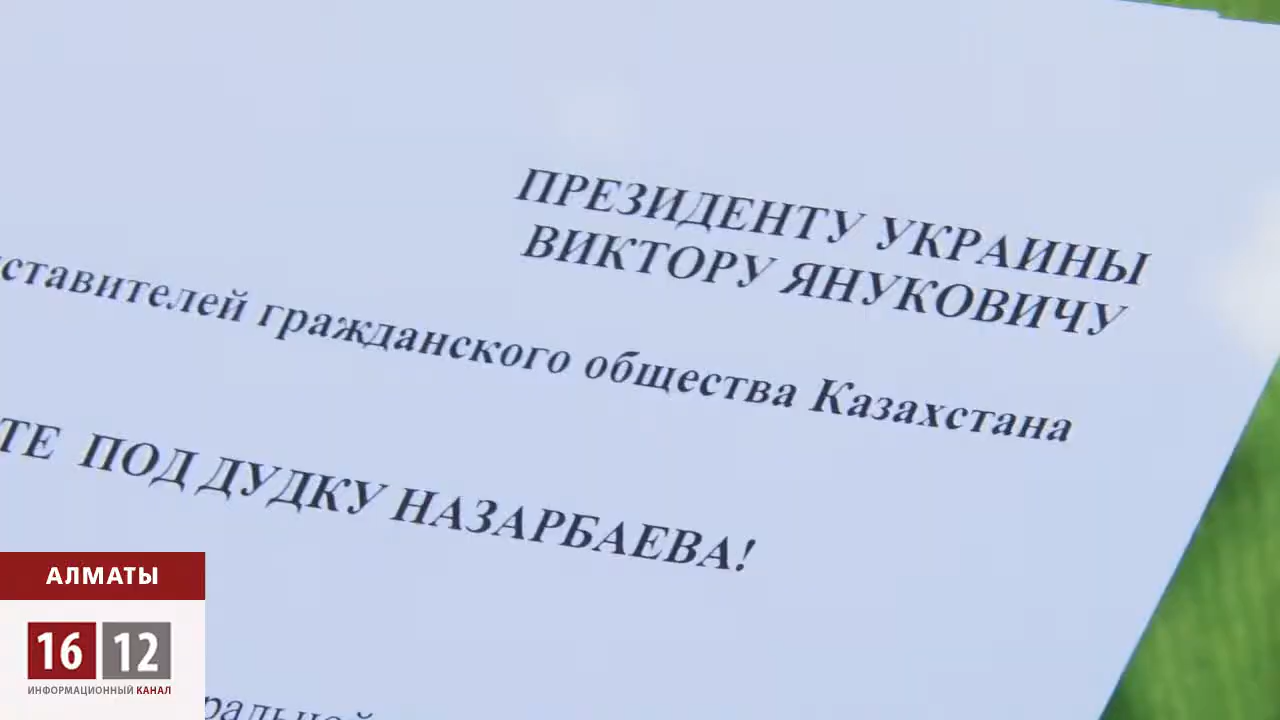 ПРЕЗИДЕНТУ УКРАИНЫ
ВИКТОРУ ЯНУКОВИЧУ
ставителей гражданского общества Казахстана
ТЕ ПОД ДУДКУ НАЗАРБАЕВА!
АЛМАТЫ
16 12
ИНФОРМАЦИОННЫЙ КАНАЛ